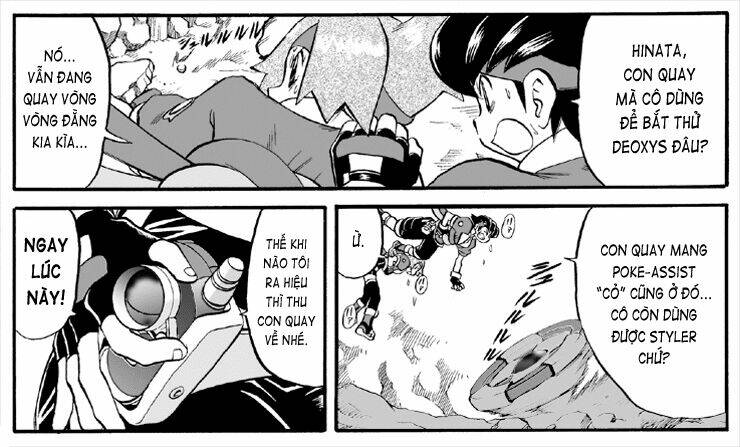 HINATA,
CON QUAY
MÀ CÔ DÙNG
ĐỂ BẮT THỬ
DEOXYS ĐÂU?
NÓ...
VẪN ĐANG
QUAY VÒNG
VÒNG ĐẰNG
KIA KÌA...
CON QUAY MANG
POKE-ASSIST
“CỎ” CŨNG Ở ĐÓ...
CÔ CÒN DÙNG
ĐƯỢC STYLER
CHỨ?
Ừ.
THẾ KHI
NÀO TÔI
RA HIỆU
THÌ THU
CON QUAY
VỀ NHÉ.
NGAY
LÚC
NÀY!